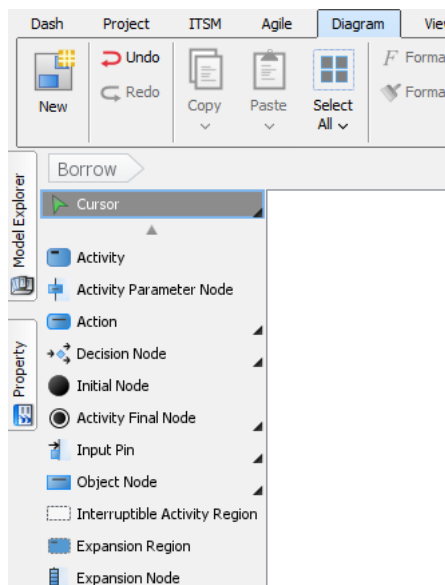 Dash Project ITSM Agile Diagram
New
Undo
Redo
Copy
Paste
Select
All
Model Explorer
Property
Borrow
Cursor
Activity
Activity Parameter Node
Action
Decision Node
Initial Node
Activity Final Node
Input Pin
Object Node
Interruptible Activity Region
Expansion Region
Expansion Node